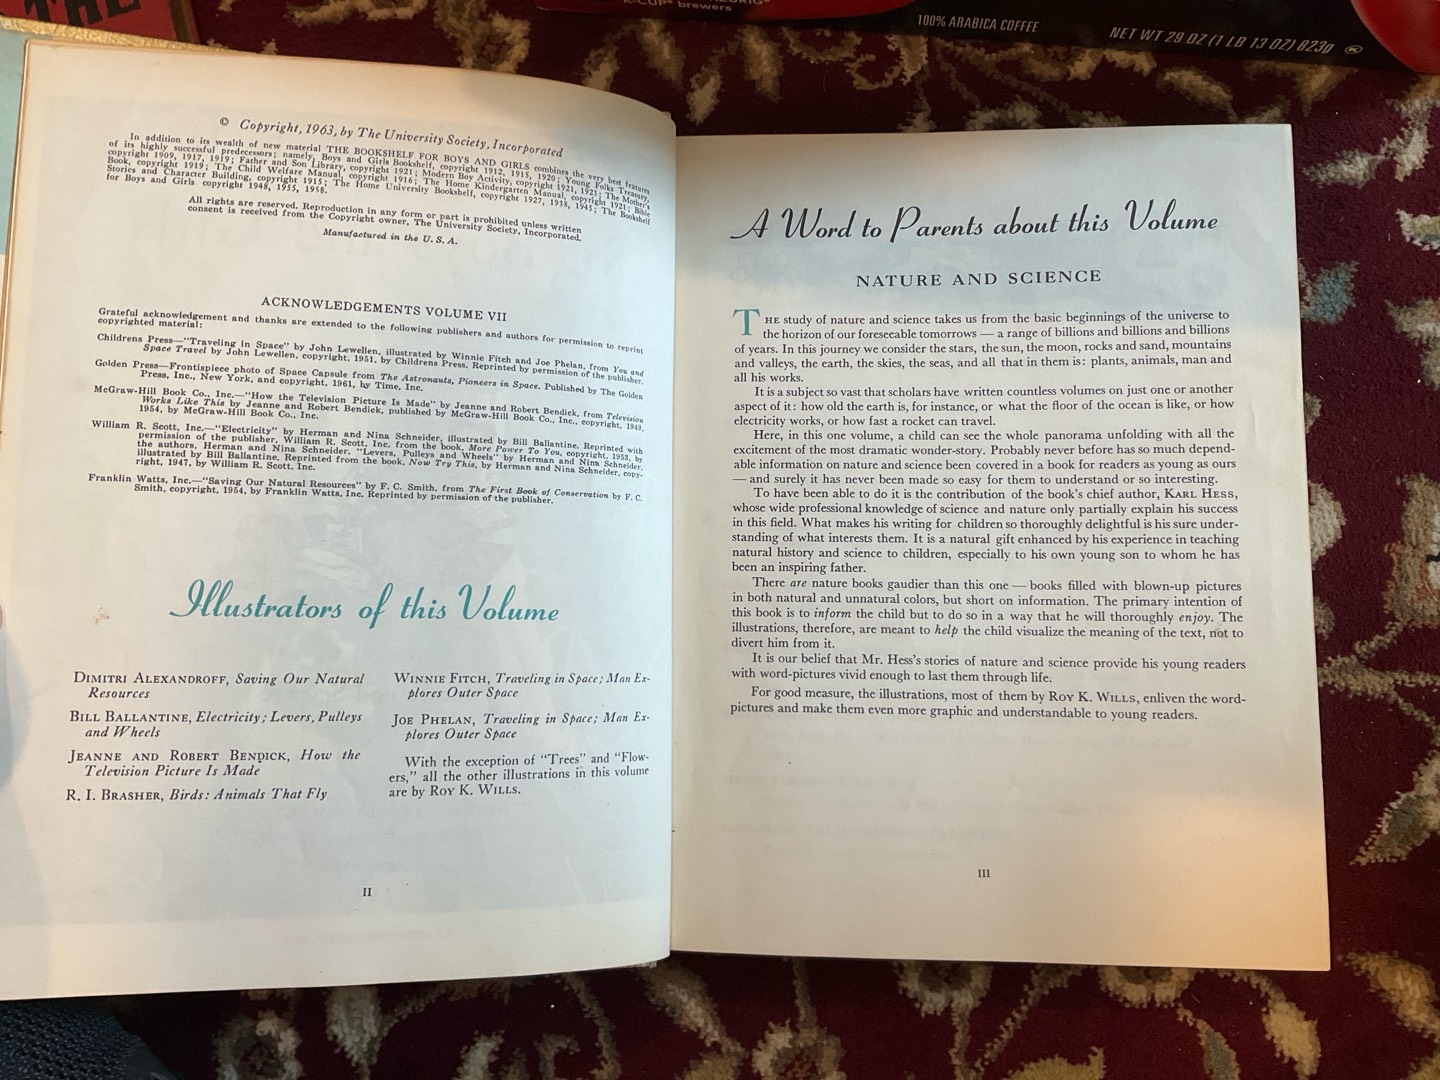 THE
K-CUP® brewers
100% ARABICA COFFEE
NET WT 29 OZ (1 LB 13 OZ) 823g
© Copyright, 1963, by The University Society, Incorporated
In addition to its wealth of new material THE BOOKSHELF FOR BOYS AND GIRLS combines the very best features
of its highly successful predecessors; namely, Boys and Girls Bookshelf, copyright 1912, 1915, 1920; Young Folks Treasury,
copyright 1909, 1917, 1919; Father and Son Library, copyright 1921; Modern Boy Activity, copyright 1921, 1921; The Mother's
Book, copyright 1919; The Child Welfare Manual, copyright 1916; The Home Kindergarten Manual, copyright 1921; Bible
Stories and Character Building, copyright 1915; The Home University Bookshelf, copyright 1927, 1938, 1945; The Bookshelf
for Boys and Girls copyright 1948, 1955, 1958.
All rights are reserved. Reproduction in any form or part is prohibited unless written
consent is received from the Copyright owner, The University Society, Incorporated.
Manufactured in the U. S. A.
ACKNOWLEDGEMENTS VOLUME VII
Grateful acknowledgement and thanks are extended to the following publishers and authors for permission to reprint
copyrighted material:
Childrens Press—"Traveling in Space" by John Lewellen, illustrated by Winnie Fitch and Joe Phelan, from You and
Space Travel by John Lewellen, copyright, 1951, by Childrens Press. Reprinted by permission of the publisher.
Golden Press—Frontispiece photo of Space Capsule from The Astronauts, Pioneers in Space. Published by The Golden
Press, Inc., New York, and copyright, 1961, by Time, Inc.
McGraw-Hill Book Co., Inc.—"How the Television Picture Is Made" by Jeanne and Robert Bendick, from Television
Works Like This by Jeanne and Robert Bendick, published by McGraw-Hill Book Co., Inc., copyright, 1949,
1954, by McGraw-Hill Book Co., Inc.
William R. Scott, Inc.—"Electricity" by Herman and Nina Schneider, illustrated by Bill Ballantine. Reprinted with
permission of the publisher, William R. Scott, Inc. from the book, More Power To You, copyright, 1953, by
the authors, Herman and Nina Schneider. "Levers, Pulleys and Wheels" by Herman and Nina Schneider,
illustrated by Bill Ballantine. Reprinted from the book, Now Try This, by Herman and Nina Schneider, copy-
right, 1947, by William R. Scott, Inc.
Franklin Watts, Inc.—"Saving Our Natural Resources" by F. C. Smith, from The First Book of Conservation by F. C.
Smith, copyright, 1954, by Franklin Watts, Inc. Reprinted by permission of the publisher.
Illustrators of this Volume
DIMITRI ALEXANDROFF, Saving Our Natural
Resources
BILL BALLANTINE, Electricity; Levers, Pulleys
and Wheels
JEANNE AND ROBERT BENDICK, How the
Television Picture Is Made
R. I. BRASHER, Birds: Animals That Fly
WINNIE FITCH, Traveling in Space; Man Ex-
plores Outer Space
JOE PHELAN, Traveling in Space; Man Ex-
plores Outer Space
With the exception of "Trees" and "Flow-
ers," all the other illustrations in this volume
are by ROY K. WILLS.
II
A Word to Parents about this Volume
NATURE AND SCIENCE
THE study of nature and science takes us from the basic beginnings of the universe to
the horizon of our foreseeable tomorrows — a range of billions and billions and billions
of years. In this journey we consider the stars, the sun, the moon, rocks and sand, mountains
and valleys, the earth, the skies, the seas, and all that in them is: plants, animals, man and
all his works.
It is a subject so vast that scholars have written countless volumes on just one or another
aspect of it: how old the earth is, for instance, or what the floor of the ocean is like, or how
electricity works, or how fast a rocket can travel.
Here, in this one volume, a child can see the whole panorama unfolding with all the
excitement of the most dramatic wonder-story. Probably never before has so much depend-
able information on nature and science been covered in a book for readers as young as ours
— and surely it has never been made so easy for them to understand or so interesting.
To have been able to do it is the contribution of the book's chief author, KARL HESS,
whose wide professional knowledge of science and nature only partially explain his success
in this field. What makes his writing for children so thoroughly delightful is his sure under-
standing of what interests them. It is a natural gift enhanced by his experience in teaching
natural history and science to children, especially to his own young son to whom he has
been an inspiring father.
There are nature books gaudier than this one — books filled with blown-up pictures
in both natural and unnatural colors, but short on information. The primary intention of
this book is to inform the child but to do so in a way that he will thoroughly enjoy. The
illustrations, therefore, are meant to help the child visualize the meaning of the text, not to
divert him from it.
It is our belief that Mr. Hess's stories of nature and science provide his young readers
with word-pictures vivid enough to last them through life.
For good measure, the illustrations, most of them by ROY K. WILLS, enliven the word-
pictures and make them even more graphic and understandable to young readers.
III